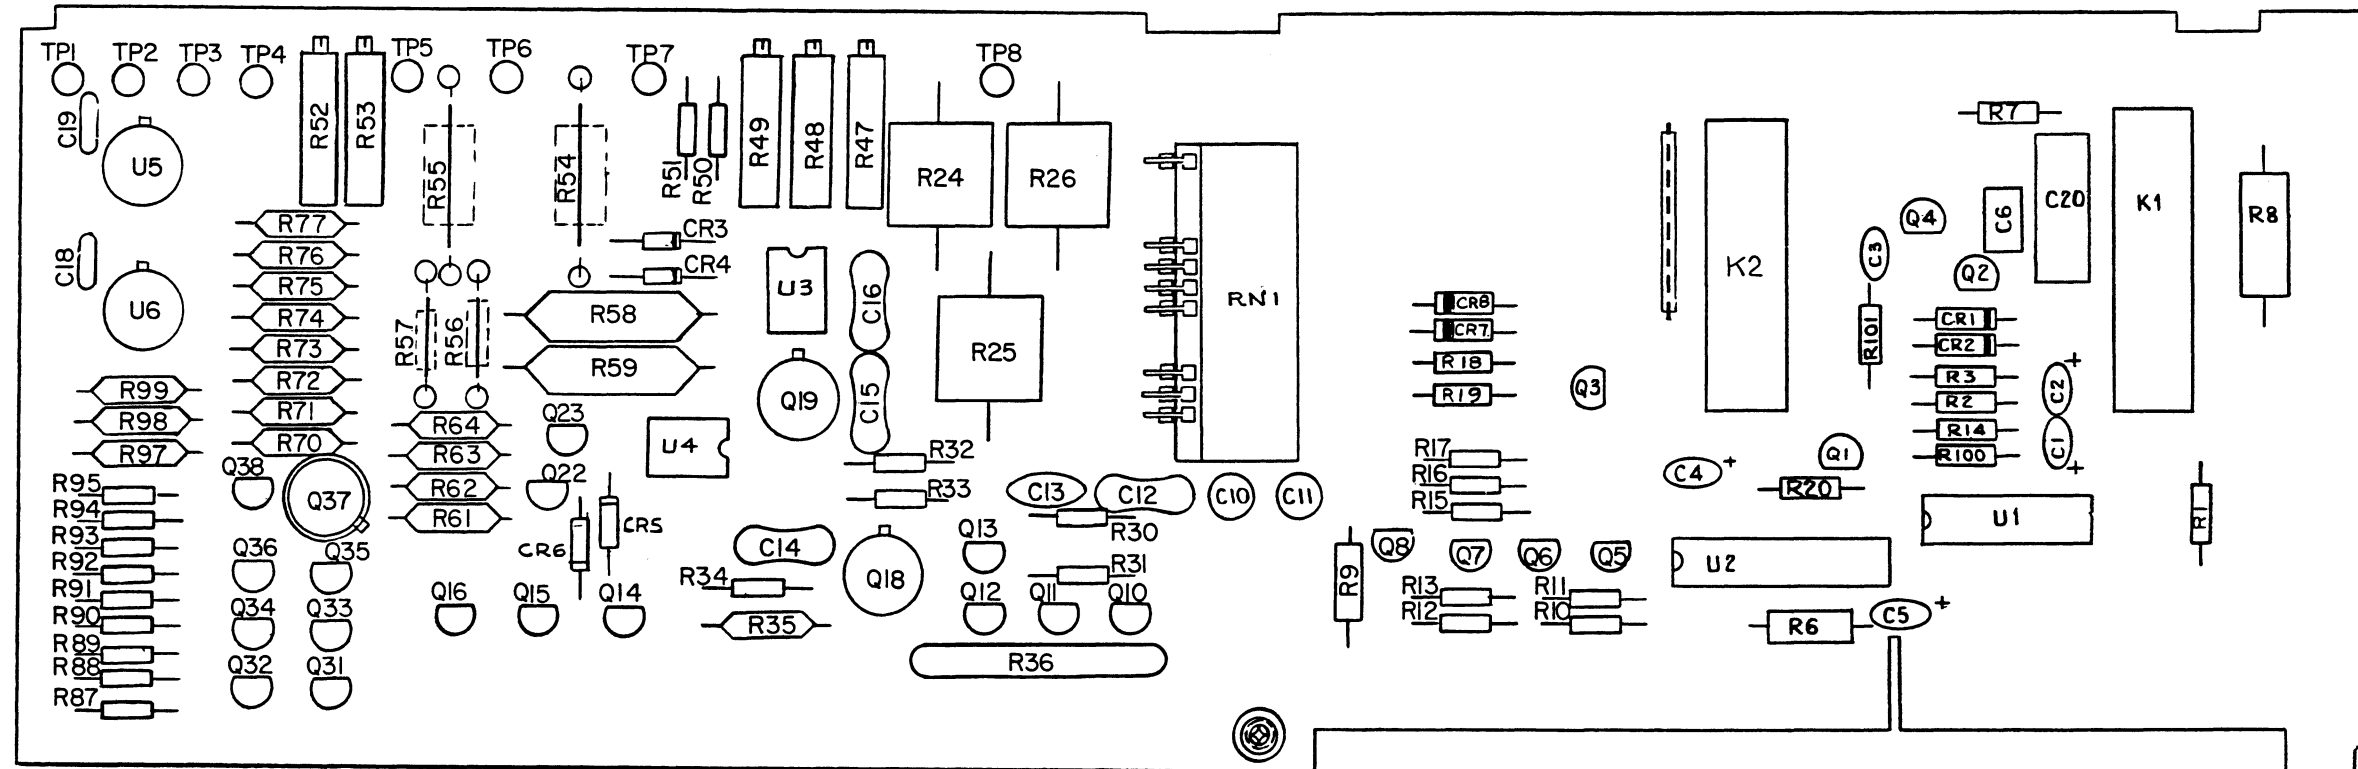 TP1 TP2 TP3 TP4 TP5 TP6 TP7 TP8
C19
U5
R52
R53
R55
R54
R51
R50
R49
R48
R47
R24
R26
R7
C20
K1
R8
C6
Q4
C3
Q2
K2
RN1
R77
R76
R75
R74
R73
R72
R71
R70
C18
U6
CR3
CR4
U3
C16
R57
R56
R58
R59
R25
Q19
C15
CR8
CR7
R18
R19
Q3
R101
CR1
CR2
R3
R2
R14
R100
C2
+
C1
+
R99
R98
R97
R64
R63
R62
R61
Q23
U4
Q22
R32
R33
C13
C12
C10
C11
R17
R16
R15
C4
+
Q1
R20
U1
R1
Q38
Q37
R95
R94
R93
R92
R91
R90
R89
R88
R87
Q36
Q35
Q34
Q33
Q32
Q31
CR6
CR5
Q16
Q15
Q14
C14
R34
R35
Q18
Q13
R30
R31
Q12
Q11
Q10
R36
R9
Q8
Q7
Q6
Q5
R13
R12
R11
R10
U2
R6
C5
+